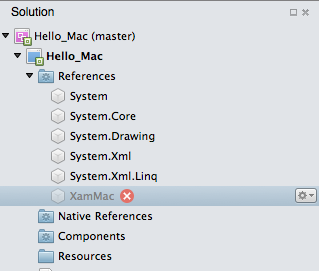 Solution
Hello_Mac (master)
Hello_Mac
References
System
System.Core
System.Drawing
System.Xml
System.Xml.Linq
XamMac
Native References
Components
Resources